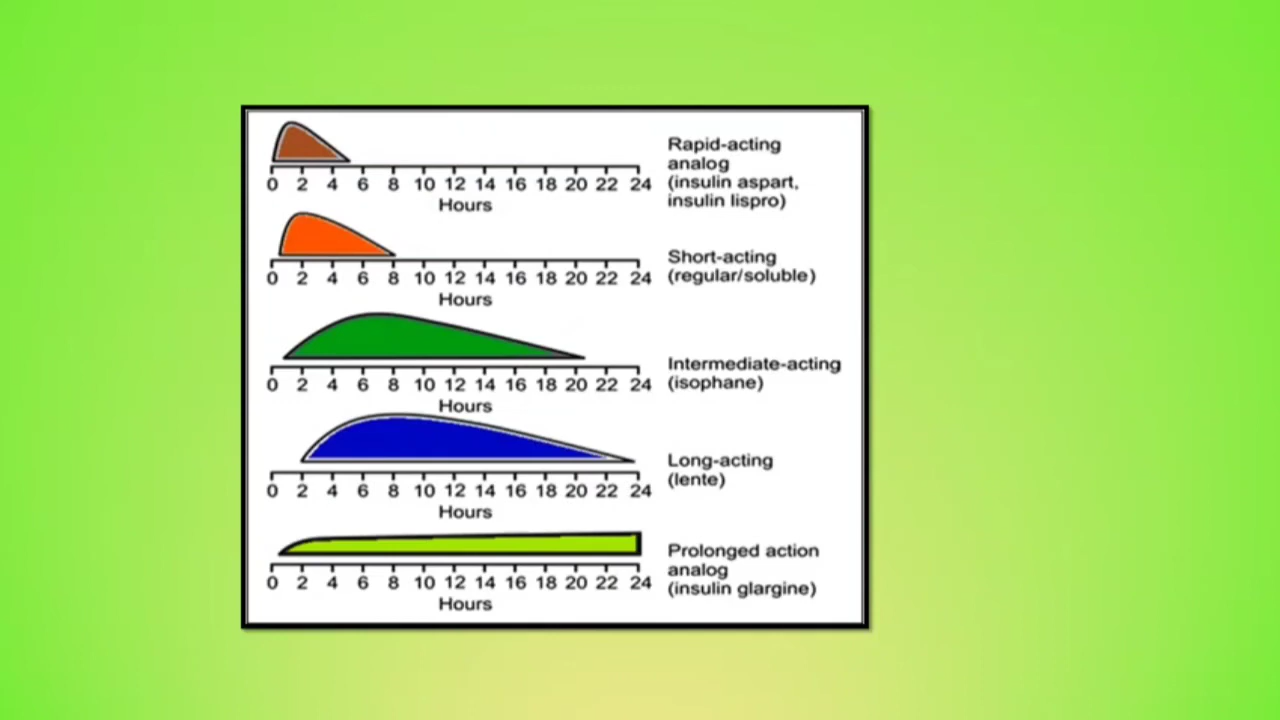 Rapid-acting
analog
(insulin aspart,
insulin lispro)
0 2 4 6 8 10 12 14 16 18 20 22 24
Hours
Short-acting
(regular/soluble)
0 2 4 6 8 10 12 14 16 18 20 22 24
Hours
Intermediate-acting
(isophane)
0 2 4 6 8 10 12 14 16 18 20 22 24
Hours
Long-acting
(lente)
0 2 4 6 8 10 12 14 16 18 20 22 24
Hours
Prolonged action
analog
(insulin glargine)
0 2 4 6 8 10 12 14 16 18 20 22 24
Hours